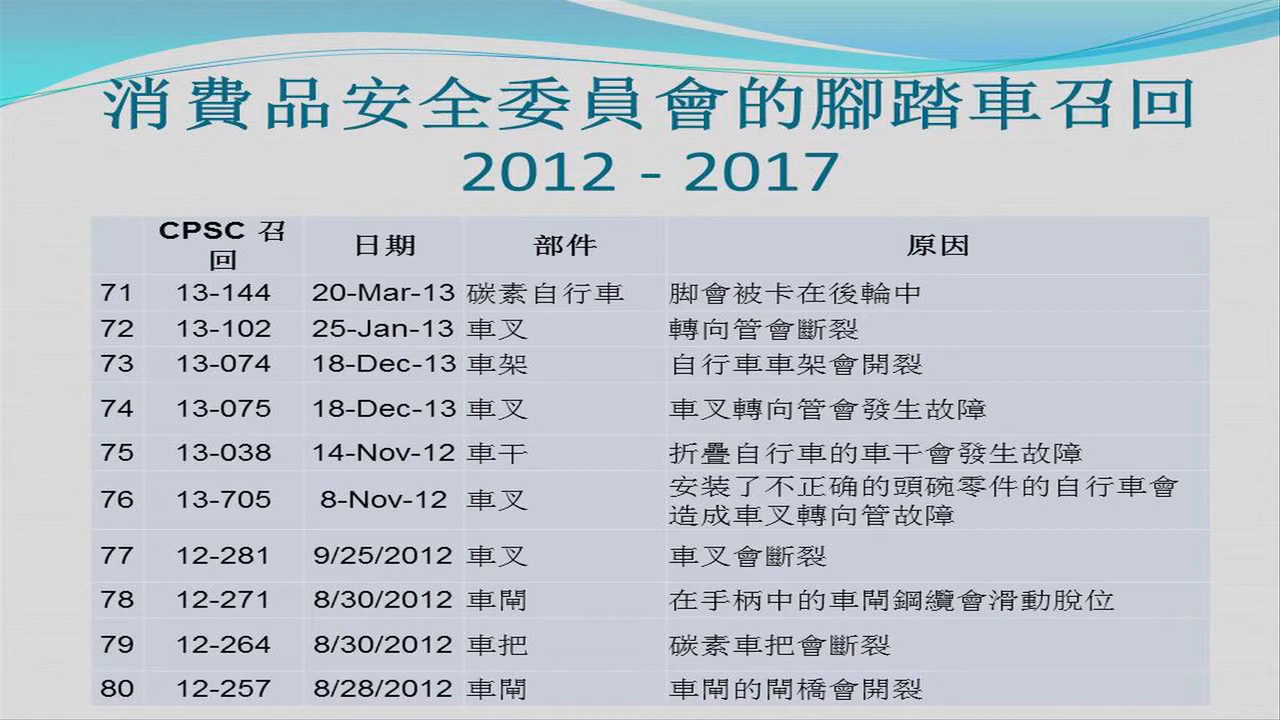 消費品安全委員會的腳踏車召回
2012 - 2017
CPSC 召回 日期 部件 原因
71 13-144 20-Mar-13 碳素自行車 脚會被卡在後輪中
72 13-102 25-Jan-13 車叉 轉向管會斷裂
73 13-074 18-Dec-13 車架 自行車車架會開裂
74 13-075 18-Dec-13 車叉 車叉轉向管會發生故障
75 13-038 14-Nov-12 車干 折疊自行車的車干會發生故障
76 13-705 8-Nov-12 車叉 安装了不正确的頭碗零件的自行車會
造成車叉轉向管故障
77 12-281 9/25/2012 車叉 車叉會斷裂
78 12-271 8/30/2012 車閘 在手柄中的車閘鋼纜會滑動脫位
79 12-264 8/30/2012 車把 碳素車把會斷裂
80 12-257 8/28/2012 車閘 車閘的閘橋會開裂